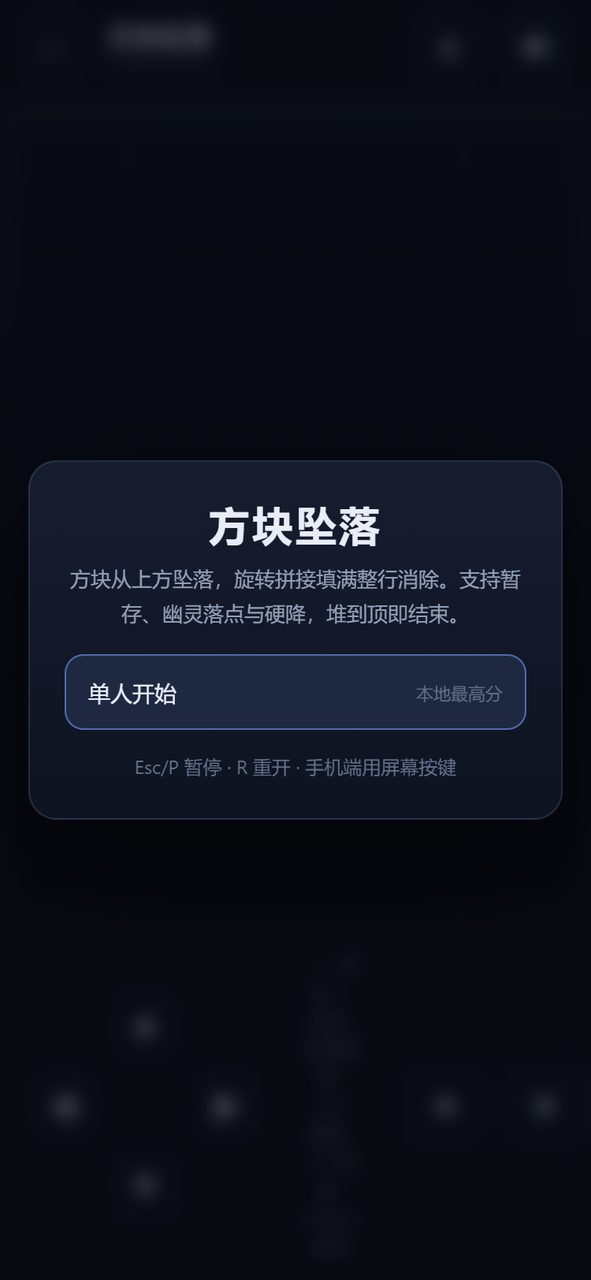 方块坠落
方块从上方坠落，旋转拼接填满整行消除。支持暂
存、幽灵落点与硬降，堆到顶即结束。
单人开始 本地最高分
Esc/P 暂停 · R 重开 · 手机端用屏幕按键